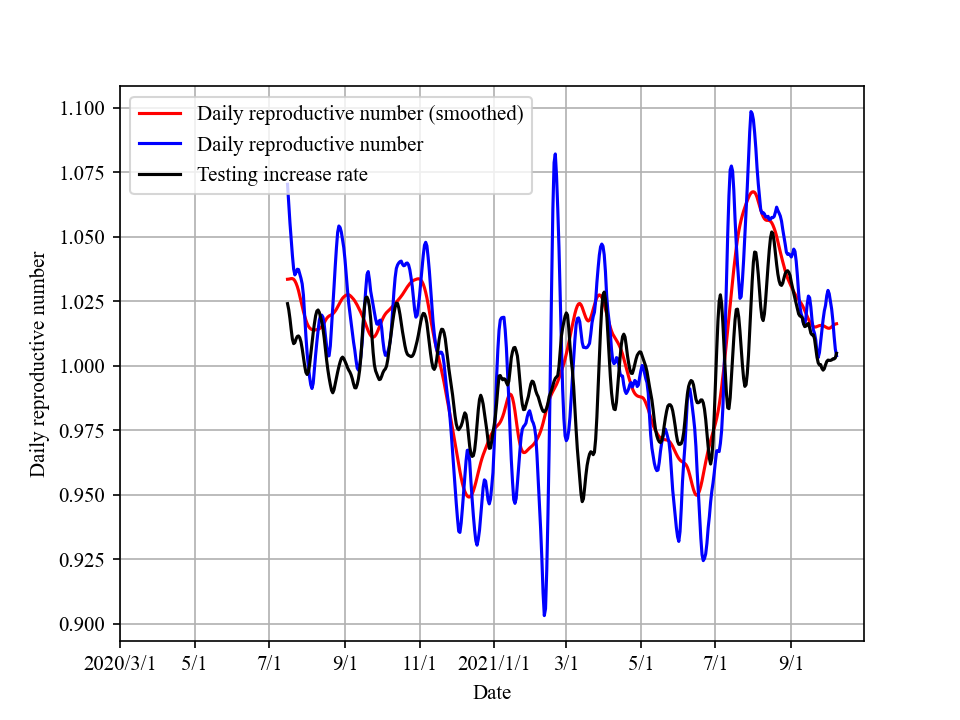 Daily reproductive number (smoothed)
Daily reproductive number
Testing increase rate
1.100
1.075
1.050
1.025
1.000
0.975
0.950
0.925
0.900
Daily reproductive number
2020/3/1 5/1 7/1 9/1 11/1 2021/1/1 3/1 5/1 7/1 9/1
Date